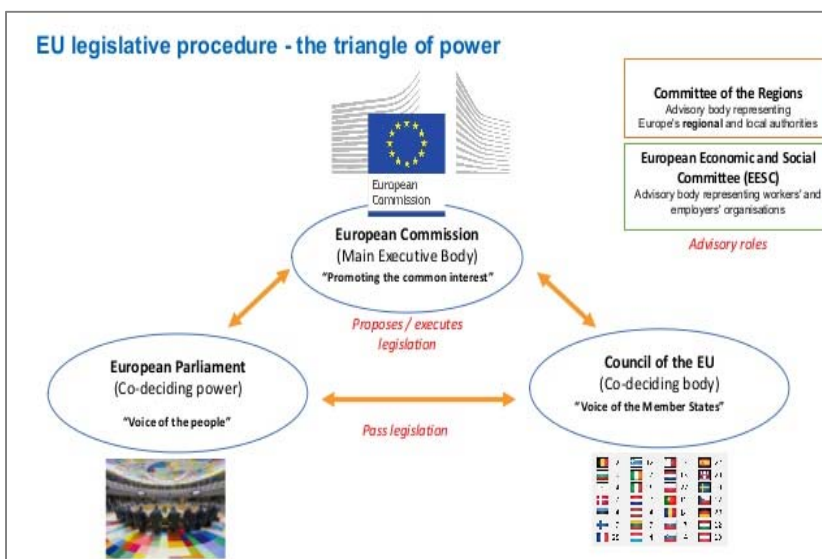 EU legislative procedure - the triangle of power
Committee of the Regions
Advisory body representing
Europe's regional and local authorities
European Economic and Social
Committee (EESC)
Advisory body representing workers' and
employers' organisations
Advisory roles
European
Commission
European Commission
(Main Executive Body)
"Promoting the common interest"
Proposes / executes
legislation
European Parliament
(Co-deciding power)
"Voice of the people"
Council of the EU
(Co-deciding body)
"Voice of the Member States"
Pass legislation